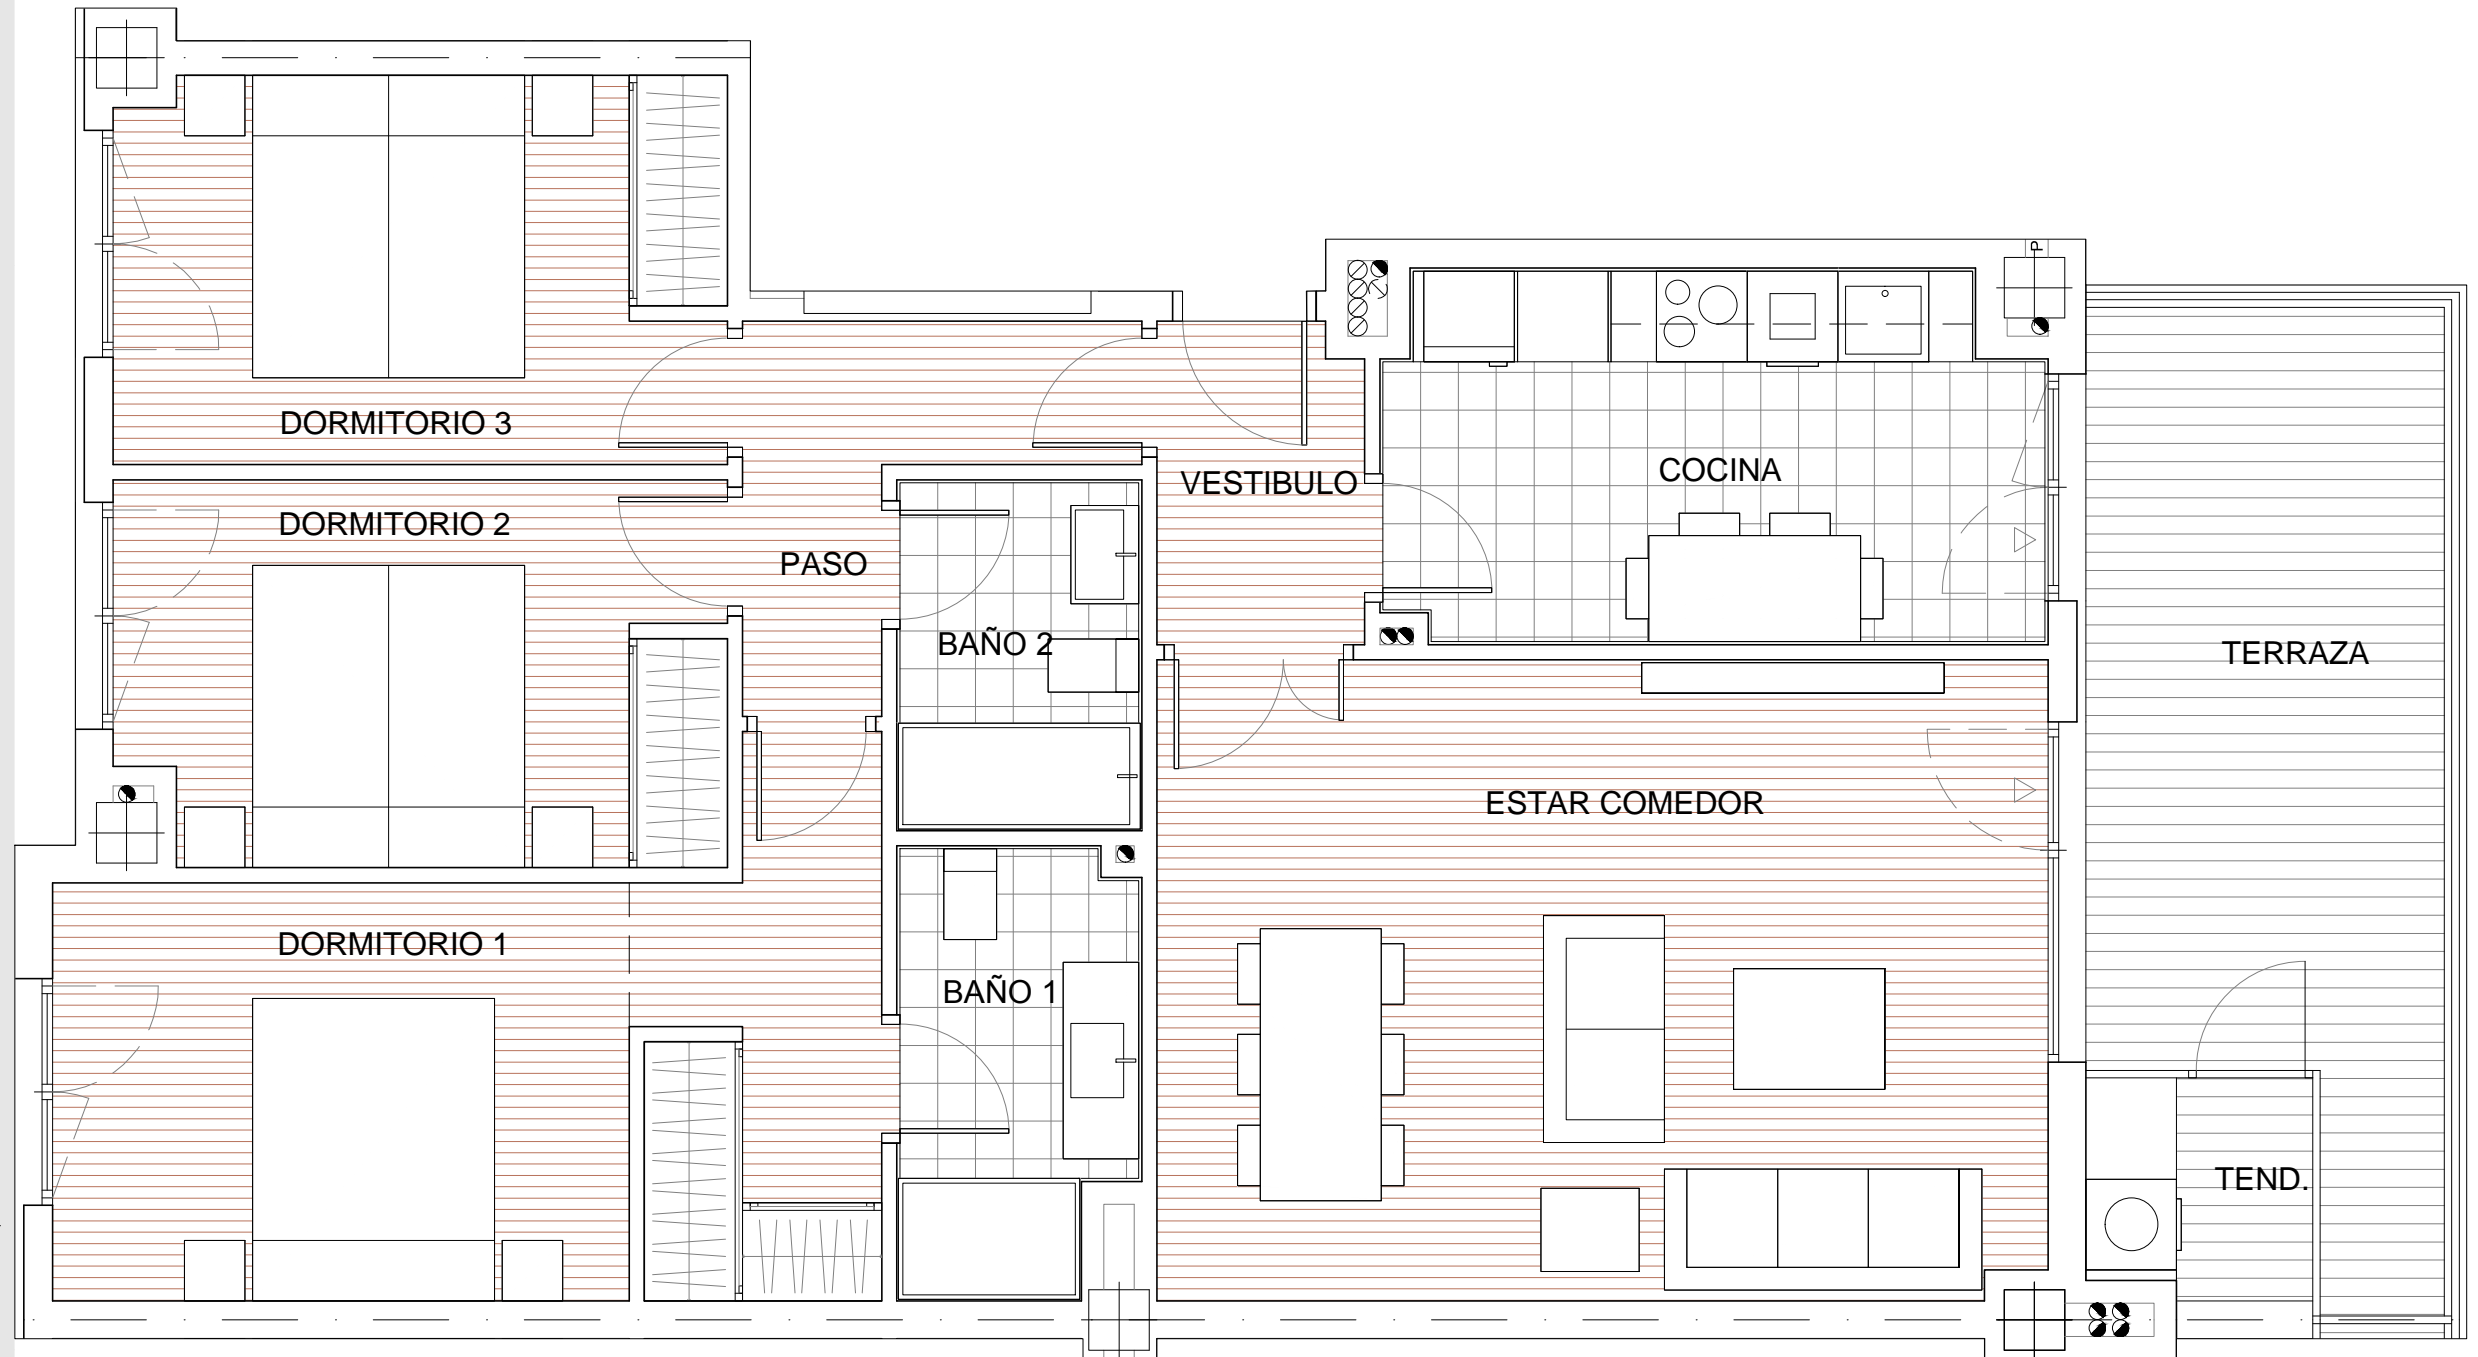 P
DORMITORIO 3
VESTIBULO
COCINA
DORMITORIO 2
PASO
BAÑO 2
TERRAZA
ESTAR COMEDOR
DORMITORIO 1
BAÑO 1
TEND.